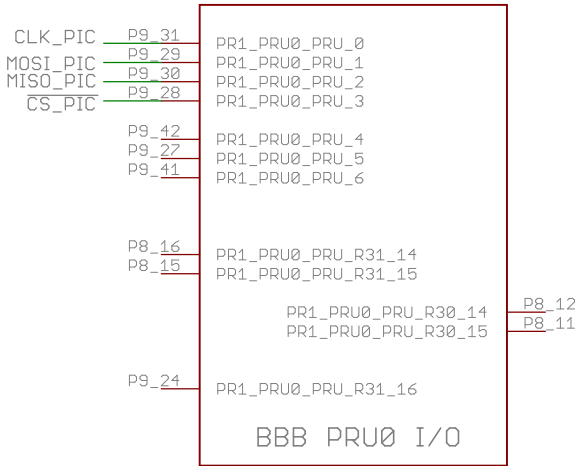 CLK_PIC P9_31 PR1_PRU0_PRU_0
MOSI_PIC P9_29 PR1_PRU0_PRU_1
MISO_PIC P9_30 PR1_PRU0_PRU_2
CS_PIC P9_28 PR1_PRU0_PRU_3
P9_42 PR1_PRU0_PRU_4
P9_27 PR1_PRU0_PRU_5
P9_41 PR1_PRU0_PRU_6
P8_16 PR1_PRU0_PRU_R31_14
P8_15 PR1_PRU0_PRU_R31_15
PR1_PRU0_PRU_R30_14 P8_12
PR1_PRU0_PRU_R30_15 P8_11
P9_24 PR1_PRU0_PRU_R31_16
BBB PRU0 I/O